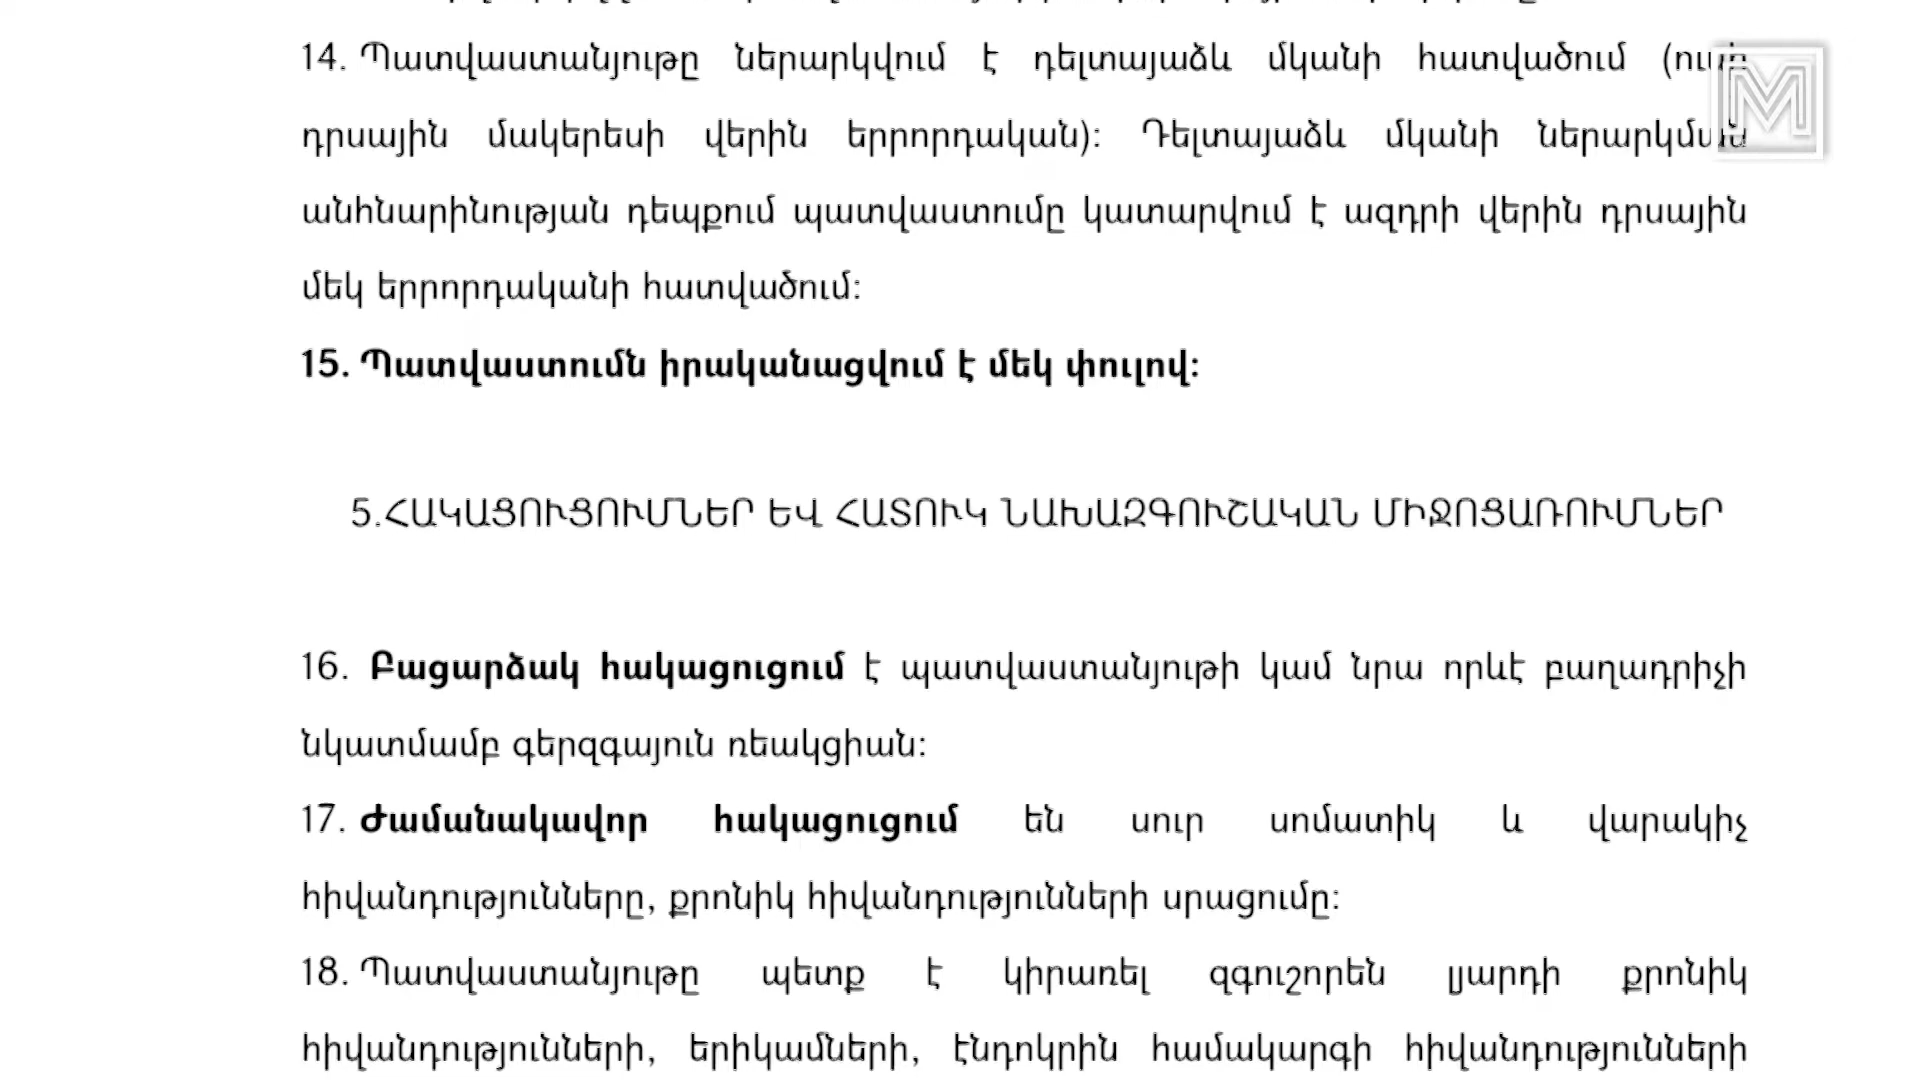 14. Պատվաստանյութը ներարկվում է դելտայաձև մկանի հատվածում (ուսի
դրսային մակերեսի վերին երրորդական): Դելտայաձև մկանի ներարկման
անհնարինության դեպքում պատվաստումը կատարվում է ազդրի վերին դրսային
մեկ երրորդականի հատվածում:
15. Պատվաստումն իրականացվում է մեկ փուլով:
5.ՀԱԿԱՑՈՒՑՈՒՄՆԵՐ ԵՎ ՀԱՏՈՒԿ ՆԱԽԱԶԳՈՒՇԱԿԱՆ ՄԻՋՈՑԱՌՈՒՄՆԵՐ
16. Բացարձակ հակացուցում է պատվաստանյութի կամ նրա որևէ բաղադրիչի
նկատմամբ գերզգայուն ռեակցիան:
17. Ժամանակավոր հակացուցում են սուր սոմատիկ և վարակիչ
հիվանդությունները, քրոնիկ հիվանդությունների սրացումը:
18. Պատվաստանյութը պետք է կիրառել զգուշորեն լյարդի քրոնիկ
հիվանդությունների, երիկամների, էնդոկրին համակարգի հիվանդությունների
M